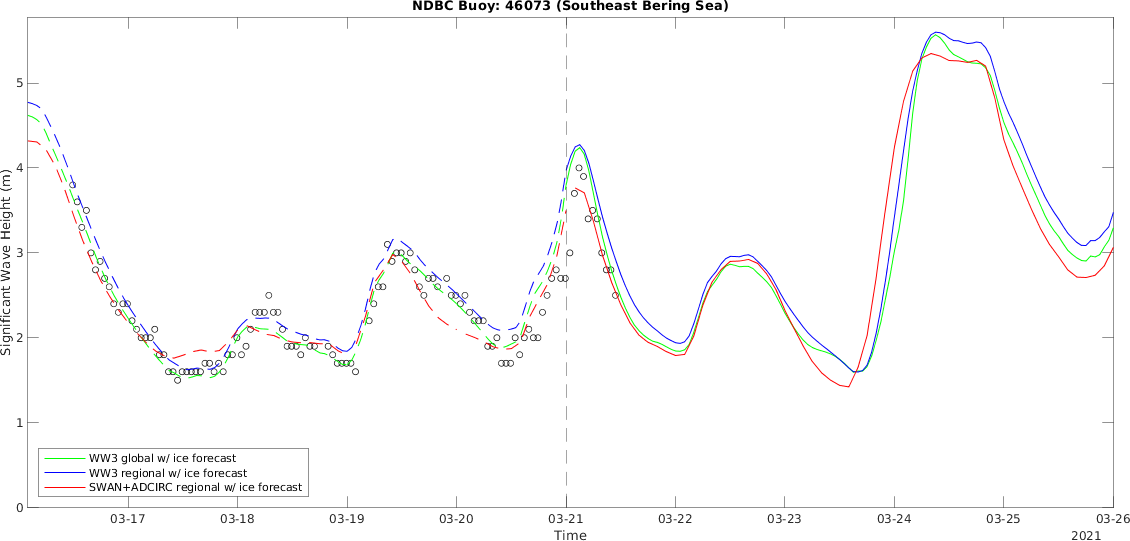 NDBC Buoy: 46073 (Southeast Bering Sea)
Significant Wave Height (m)
5
4
3
2
1
0
WW3 global w/ ice forecast
WW3 regional w/ ice forecast
SWAN+ADCIRC regional w/ ice forecast
03-17 03-18 03-19 03-20 03-21 03-22 03-23 03-24 03-25 03-26
Time
2021